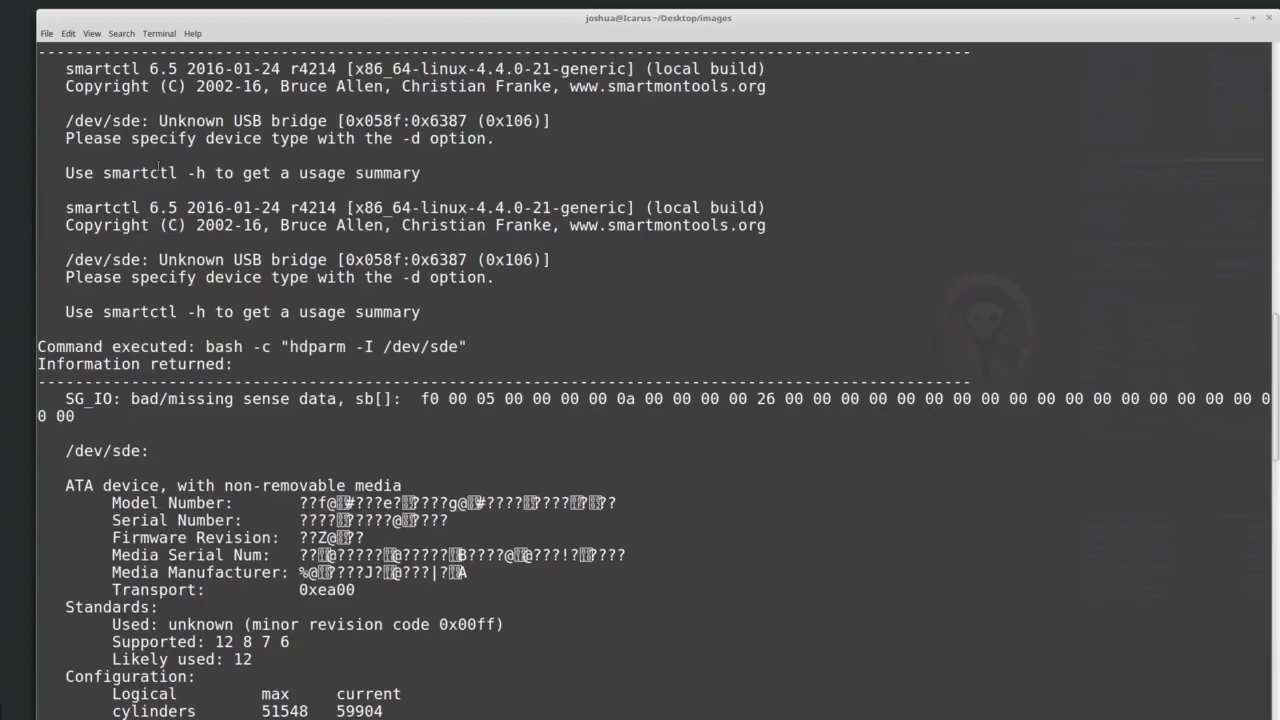 joshua@Icarus ~/Desktop/images
File Edit View Search Terminal Help
----------------------------------------------------------------------------------------------------
smartctl 6.5 2016-01-24 r4214 [x86_64-linux-4.4.0-21-generic] (local build)
Copyright (C) 2002-16, Bruce Allen, Christian Franke, www.smartmontools.org
/dev/sde: Unknown USB bridge [0x058f:0x6387 (0x106)]
Please specify device type with the -d option.
Use smartctl -h to get a usage summary
smartctl 6.5 2016-01-24 r4214 [x86_64-linux-4.4.0-21-generic] (local build)
Copyright (C) 2002-16, Bruce Allen, Christian Franke, www.smartmontools.org
/dev/sde: Unknown USB bridge [0x058f:0x6387 (0x106)]
Please specify device type with the -d option.
Use smartctl -h to get a usage summary
Command executed: bash -c "hdparm -I /dev/sde"
Information returned:
----------------------------------------------------------------------------------------------------
SG_IO: bad/missing sense data, sb[]:  f0 00 05 00 00 00 00 0a 00 00 00 00 26 00 00 00 00 00 00 00 00 00 00 00 00 00 00 00 00 00 0
0 00
/dev/sde:
ATA device, with non-removable media
Model Number:
Serial Number:
Firmware Revision:
Media Serial Num:
Media Manufacturer:
Transport: 0xea00
Standards:
Used: unknown (minor revision code 0x00ff)
Supported: 12 8 7 6
Likely used: 12
Configuration:
Logical max current
cylinders 51548 59904